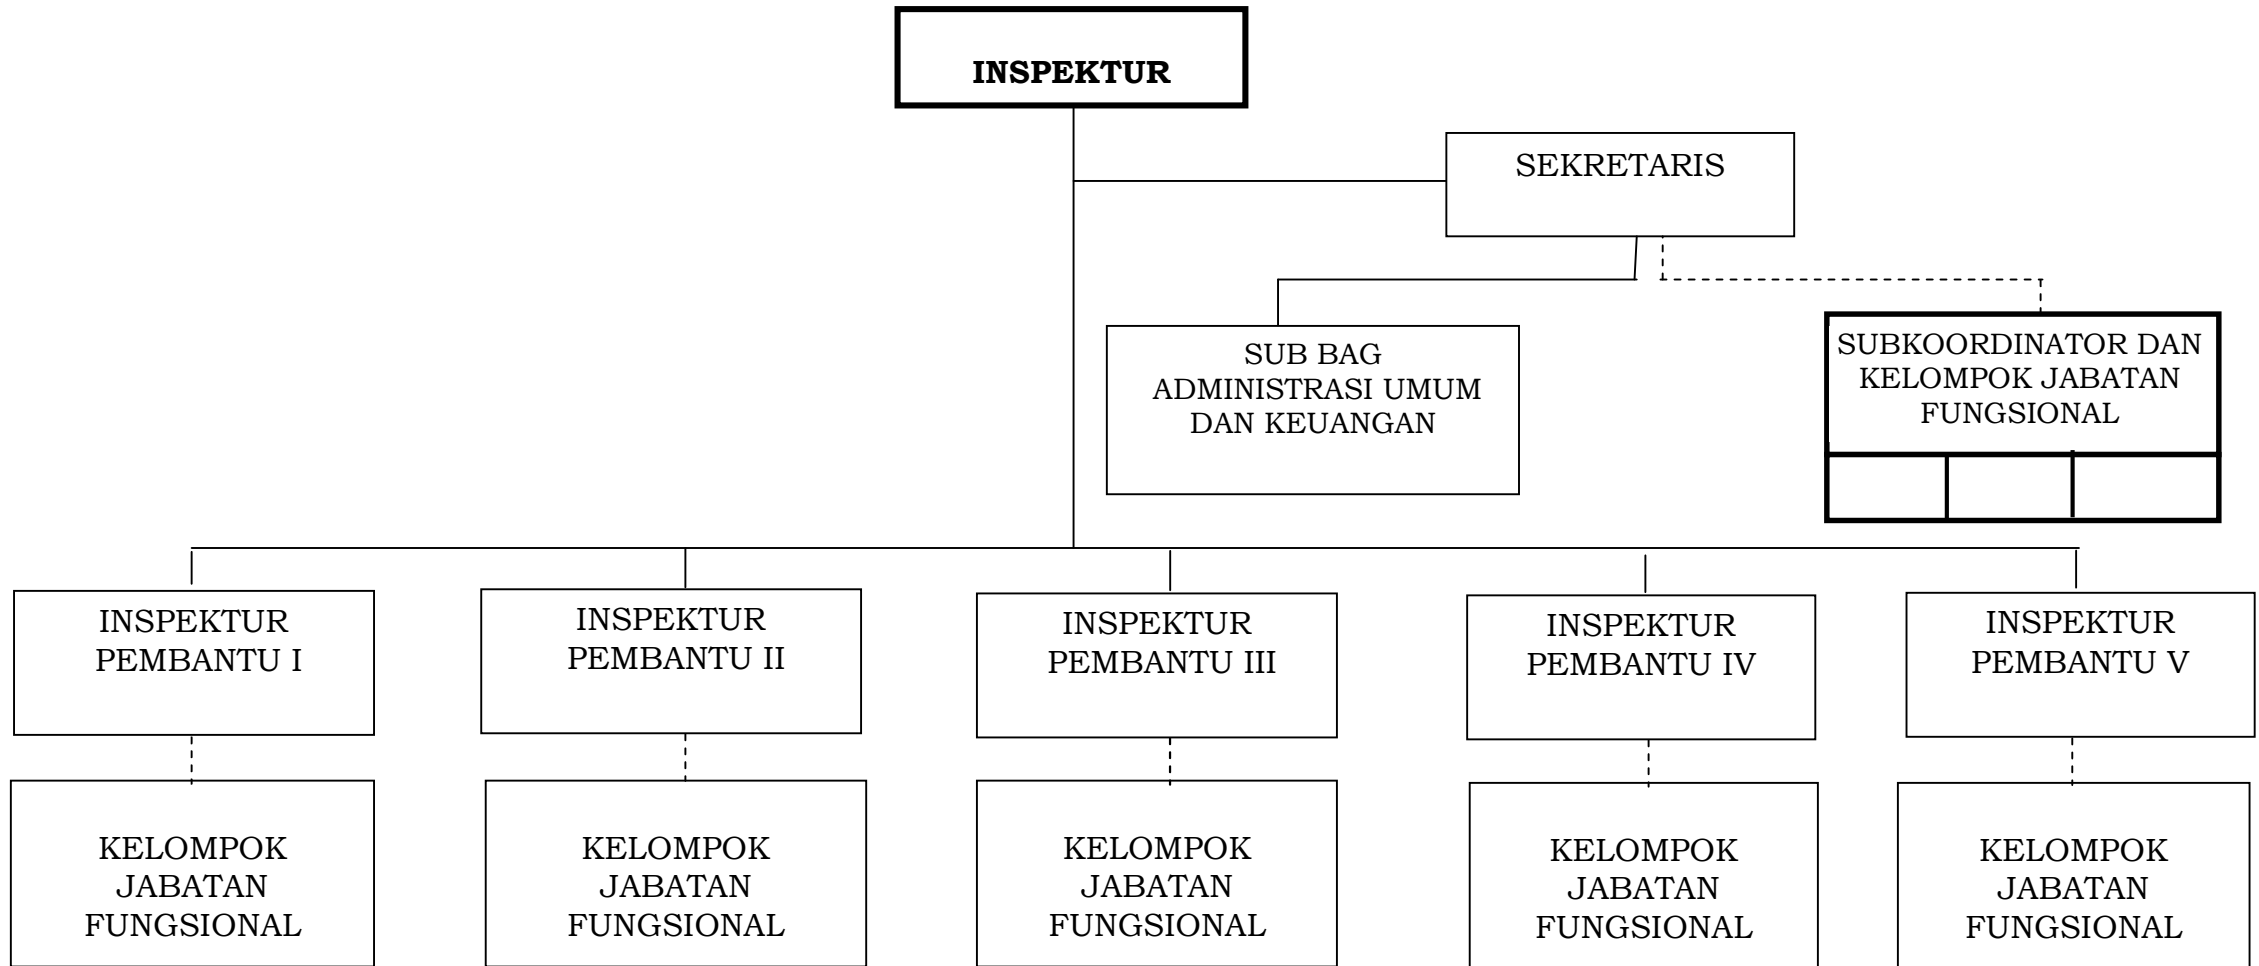 INSPEKTUR
SEKRETARIS
SUB BAG
ADMINISTRASI UMUM
DAN KEUANGAN
SUBKOORDINATOR DAN
KELOMPOK JABATAN
FUNGSIONAL
INSPEKTUR
PEMBANTU I
INSPEKTUR
PEMBANTU II
INSPEKTUR
PEMBANTU III
INSPEKTUR
PEMBANTU IV
INSPEKTUR
PEMBANTU V
KELOMPOK
JABATAN
FUNGSIONAL
KELOMPOK
JABATAN
FUNGSIONAL
KELOMPOK
JABATAN
FUNGSIONAL
KELOMPOK
JABATAN
FUNGSIONAL
KELOMPOK
JABATAN
FUNGSIONAL